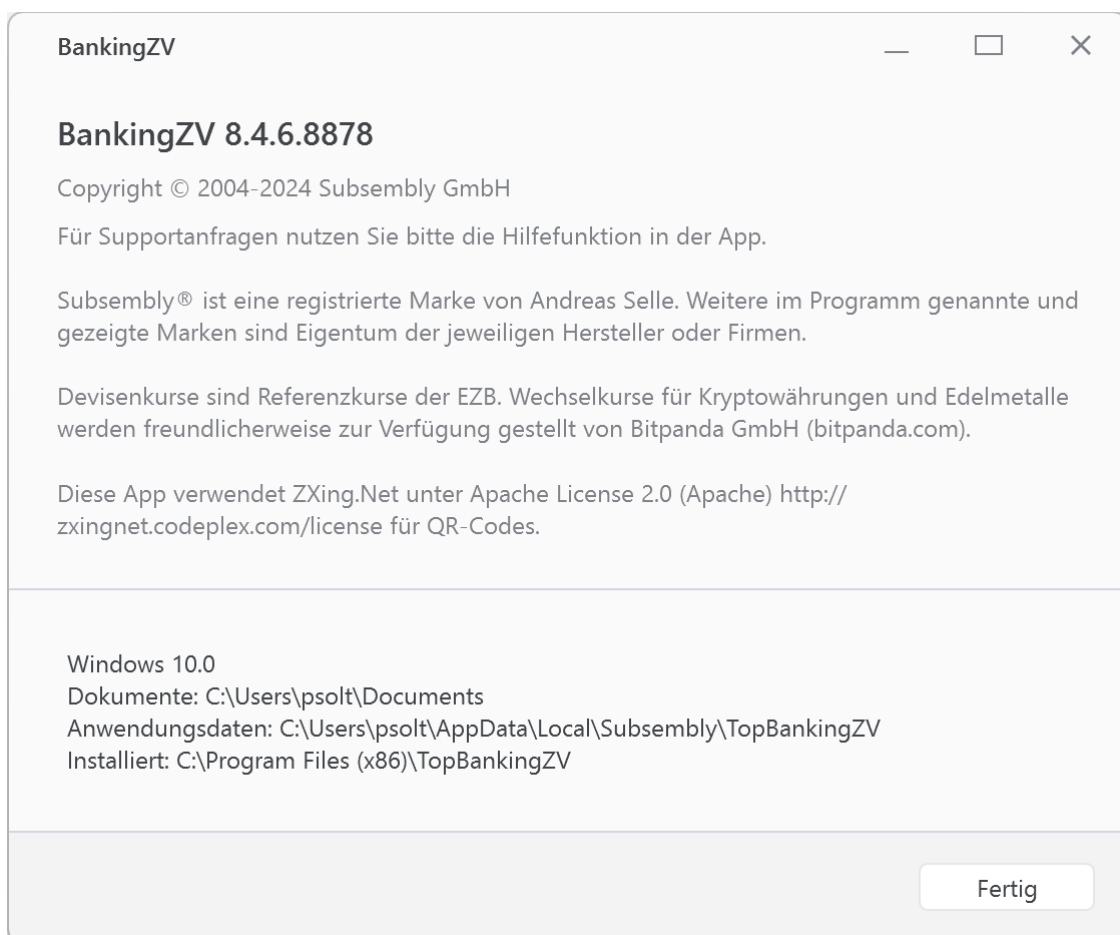 BankingZV
BankingZV 8.4.6.8878
Copyright © 2004-2024 Subsembly GmbH
Für Supportanfragen nutzen Sie bitte die Hilfefunktion in der App.
Subsembly® ist eine registrierte Marke von Andreas Selle. Weitere im Programm genannte und
gezeigte Marken sind Eigentum der jeweiligen Hersteller oder Firmen.
Devisenkurse sind Referenzkurse der EZB. Wechselkurse für Kryptowährungen und Edelmetalle
werden freundlicherweise zur Verfügung gestellt von Bitpanda GmbH (bitpanda.com).
Diese App verwendet ZXing.Net unter Apache License 2.0 (Apache) http://
zxingnet.codeplex.com/license für QR-Codes.
Windows 10.0
Dokumente: C:\Users\psolt\Documents
Anwendungsdaten: C:\Users\psolt\AppData\Local\Subsembly\TopBankingZV
Installiert: C:\Program Files (x86)\TopBankingZV
Fertig